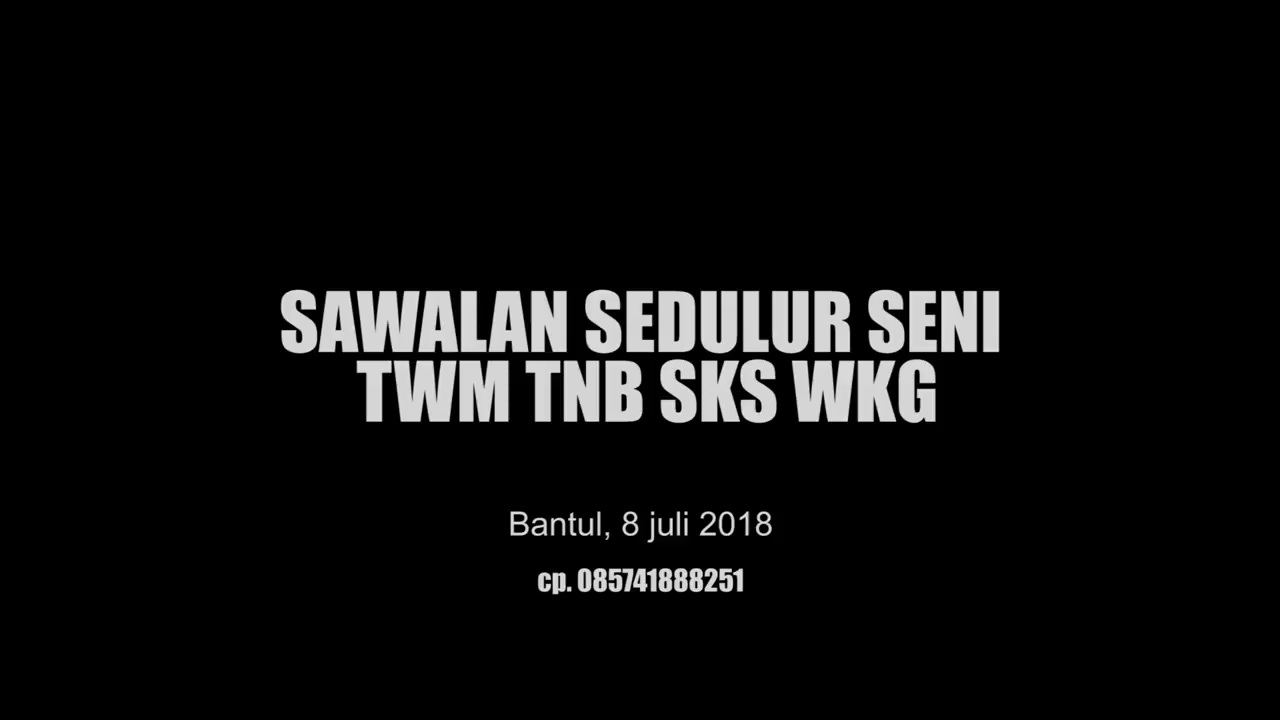 SAWALAN SEDULUR SENI
TWM TNB SKS WKG
Bantul, 8 juli 2018
cp. 085741888251